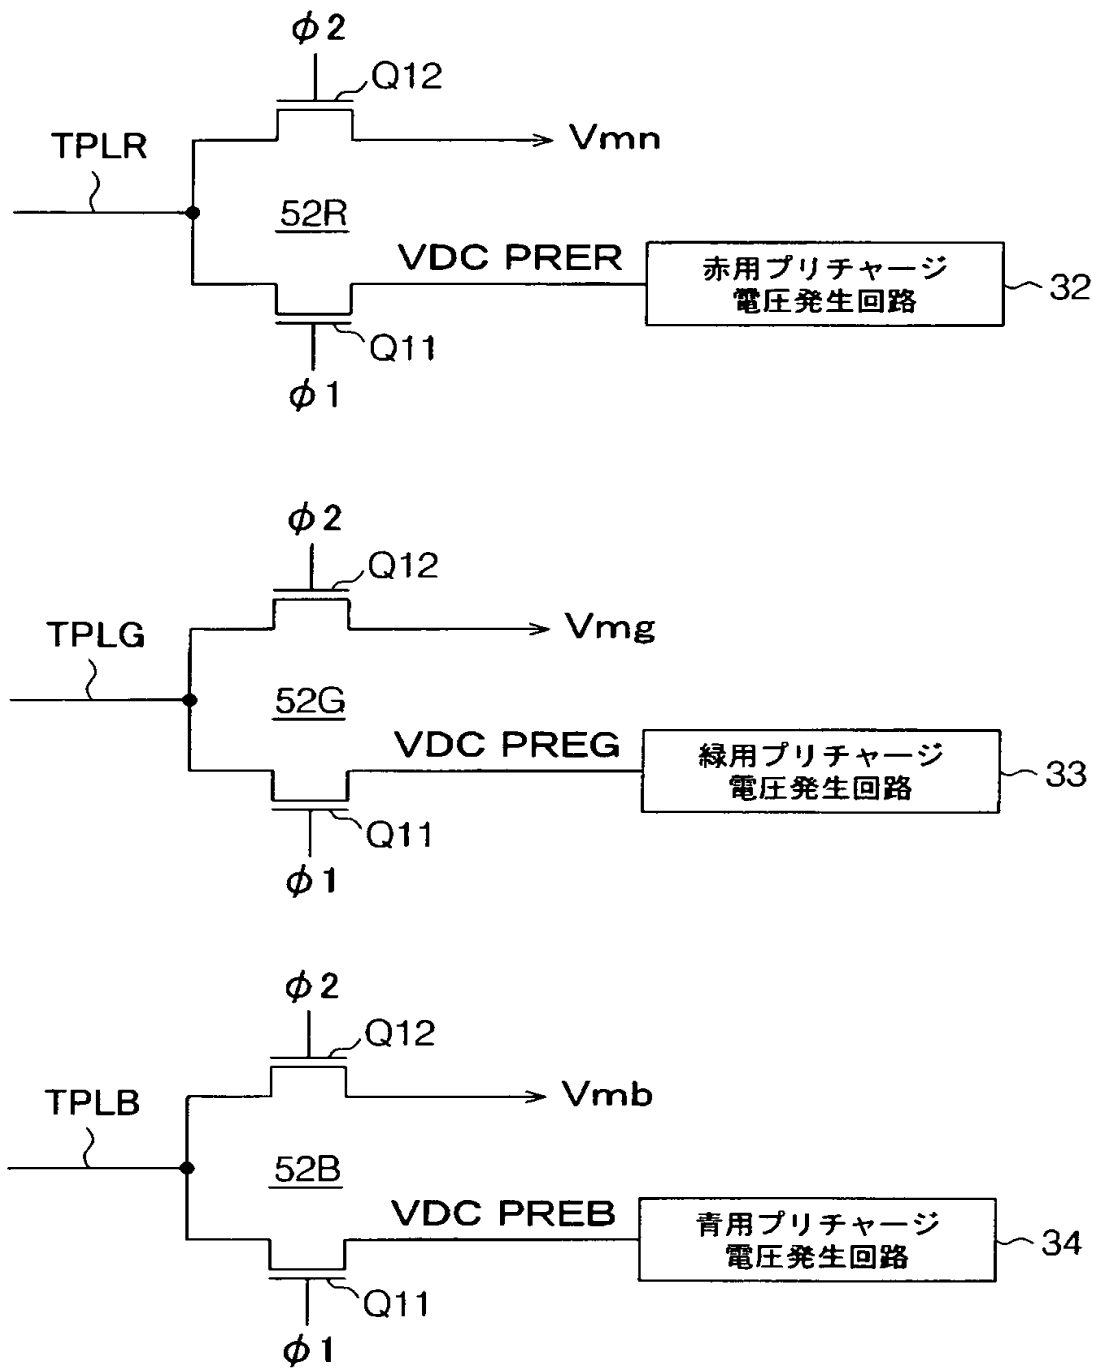 φ2
Q12
TPLR
Vmn
52R
VDC PRER
赤用プリチャージ
電圧発生回路
32
Q11
φ1
φ2
Q12
TPLG
Vmg
52G
VDC PREG
緑用プリチャージ
電圧発生回路
33
Q11
φ1
φ2
Q12
TPLB
Vmb
52B
VDC PREB
青用プリチャージ
電圧発生回路
34
Q11
φ1